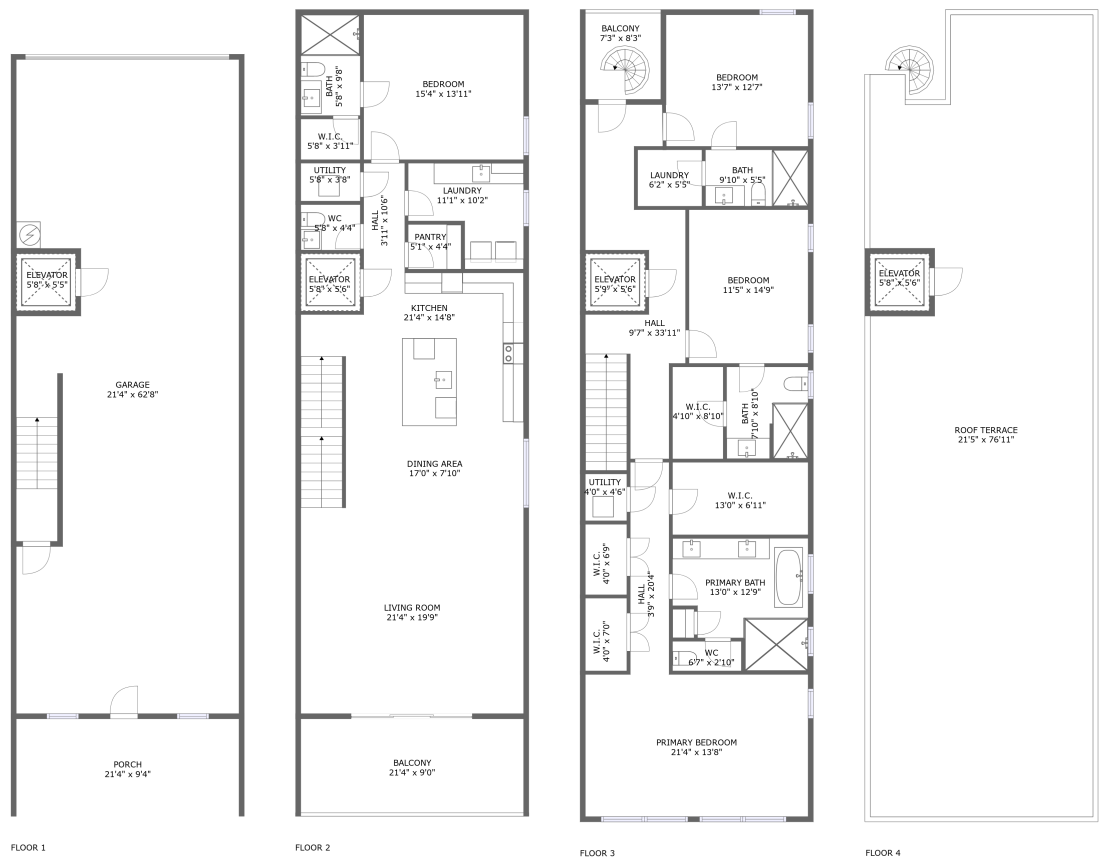 ELEVATOR
5'8" x 5'5"
GARAGE
21'4" x 62'8"
PORCH
21'4" x 9'4"
FLOOR 1
BATH
5'8" x 9'8"
BEDROOM
15'4" x 13'11"
W.I.C.
5'8" x 3'11"
UTILITY
5'8" x 3'8"
WC
5'8" x 4'4"
HALL
3'11" x 10'6"
LAUNDRY
11'1" x 10'2"
PANTRY
5'1" x 4'4"
ELEVATOR
5'8" x 5'6"
KITCHEN
21'4" x 14'8"
DINING AREA
17'0" x 7'10"
LIVING ROOM
21'4" x 19'9"
BALCONY
21'4" x 9'0"
FLOOR 2
BALCONY
7'3" x 8'3"
BEDROOM
13'7" x 12'7"
LAUNDRY
6'2" x 5'5"
BATH
9'10" x 5'5"
ELEVATOR
5'9" x 5'6"
BEDROOM
11'5" x 14'9"
HALL
9'7" x 33'11"
W.I.C.
4'10" x 8'10"
BATH
7'10" x 8'10"
UTILITY
4'0" x 4'6"
W.I.C.
13'0" x 6'11"
W.I.C.
4'0" x 6'9"
HALL
3'9" x 20'4"
PRIMARY BATH
13'0" x 12'9"
W.I.C.
4'0" x 7'0"
WC
6'7" x 2'10"
PRIMARY BEDROOM
21'4" x 13'8"
FLOOR 3
ELEVATOR
5'8" x 5'6"
ROOF TERRACE
21'5" x 76'11"
FLOOR 4